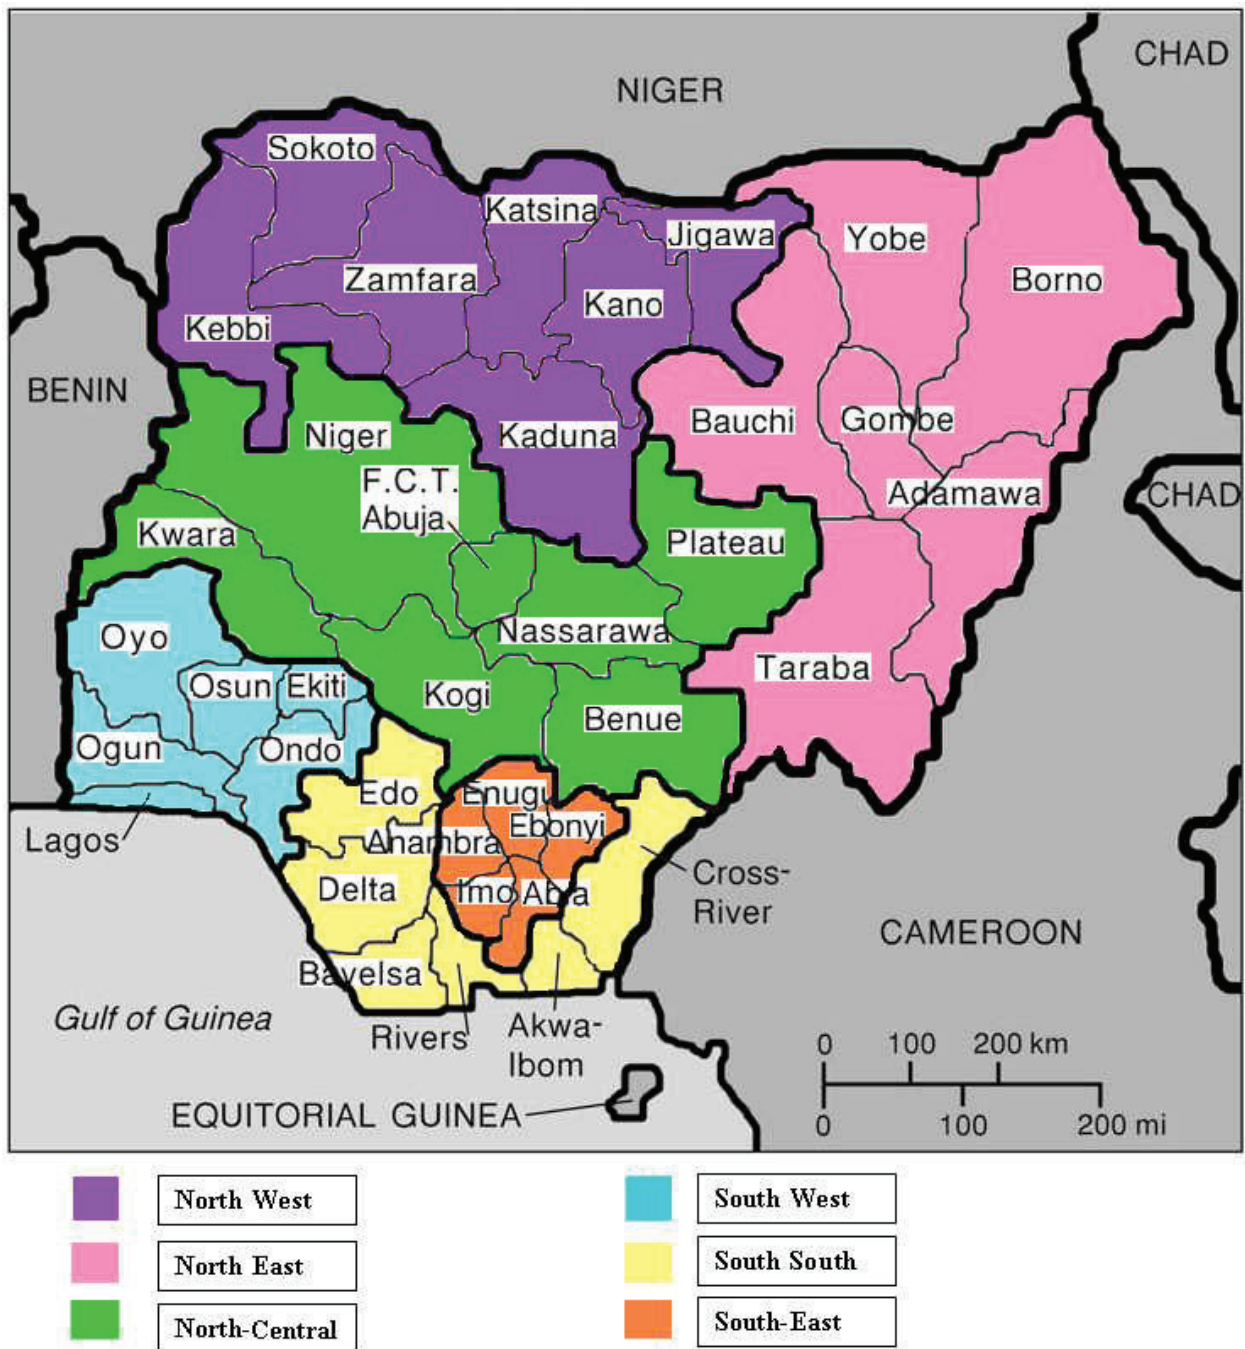 CHAD
NIGER
Sokoto
Katsina
Jigawa
Yobe
Zamfara
Borno
Kano
Kebbi
BENIN
Bauchi
Gombe
Niger
Kaduna
F.C.T.
Abuja
Adamawa
CHAD
Kwara
Plateau
Oyo
Nassarawa
Taraba
Osun
Ekiti
Kogi
Benue
Ogun
Ondo
Edo
Enugu
Ebonyi
Lagos
Anambra
Cross-
River
Delta
Imo
Abia
CAMEROON
Bayelsa
Gulf of Guinea
Rivers
Akwa-
Ibom
0 100 200 km
EQUITORIAL GUINEA
0 100 200 mi
North West
South West
North East
South South
North-Central
South-East